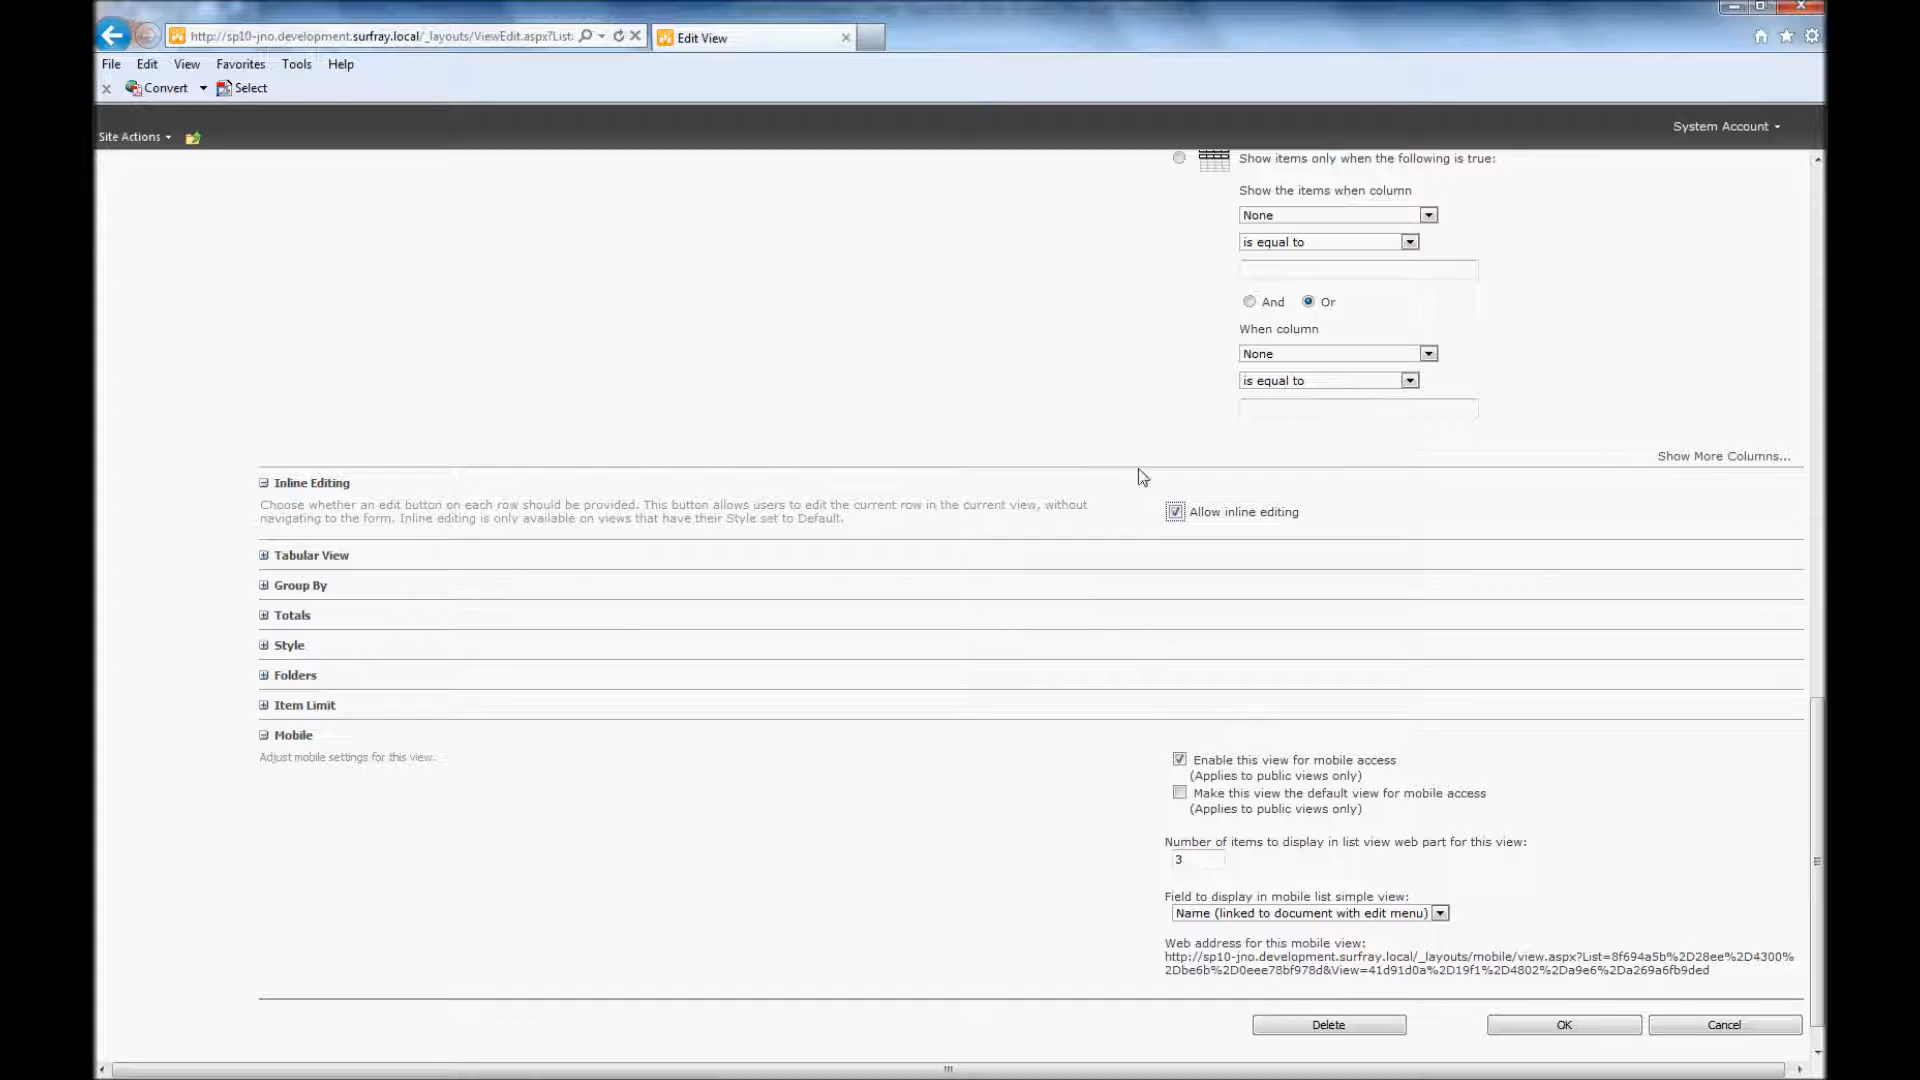 http://sp10-jno.development.surfray.local/_layouts/ViewEdit.aspx?List:
Edit View
File Edit View Favorites Tools Help
Convert Select
Site Actions
System Account
Show items only when the following is true:
Show the items when column
None
is equal to
And Or
When column
None
is equal to
Show More Columns...
Inline Editing
Choose whether an edit button on each row should be provided. This button allows users to edit the current row in the current view, without
navigating to the form. Inline editing is only available on views that have their Style set to Default.
Allow inline editing
Tabular View
Group By
Totals
Style
Folders
Item Limit
Mobile
Adjust mobile settings for this view.
Enable this view for mobile access
(Applies to public views only)
Make this view the default view for mobile access
(Applies to public views only)
Number of items to display in list view web part for this view:
3
Field to display in mobile list simple view:
Name (linked to document with edit menu)
Web address for this mobile view:
http://sp10-jno.development.surfray.local/_layouts/mobile/view.aspx?List=8f694a5b%2D28ee%2D4300%
2Dbe6b%2D0eee78bf978d&View=41d91d0a%2D19f1%2D4802%2Da9e6%2Da269a6fb9ded
Delete OK Cancel